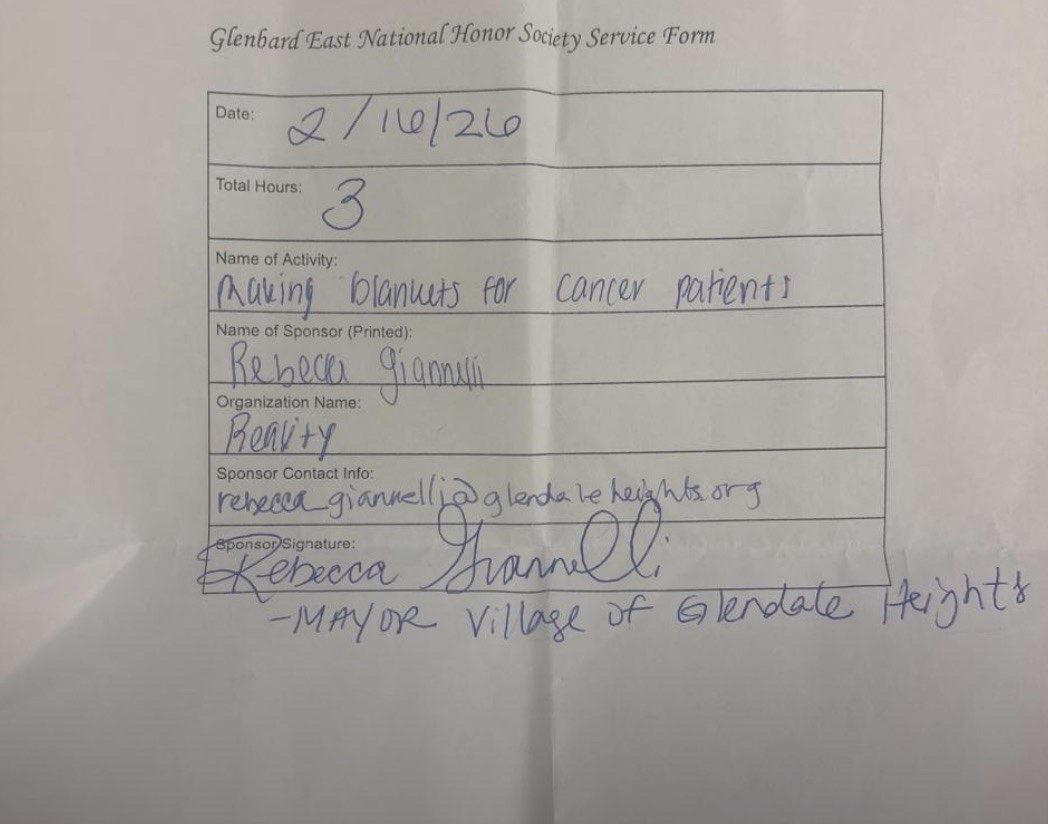 Glenbard East National Honor Society Service Form
Date: 2/16/26
Total Hours: 3
Name of Activity:
Making blankets for cancer patients
Name of Sponsor (Printed):
Rebecca Giannelli
Organization Name:
Reality
Sponsor Contact Info:
rebecca_giannelli@glendaleheights.org
Sponsor Signature:
Rebecca Giannelli
-MAYOR Village of Glendale Heights